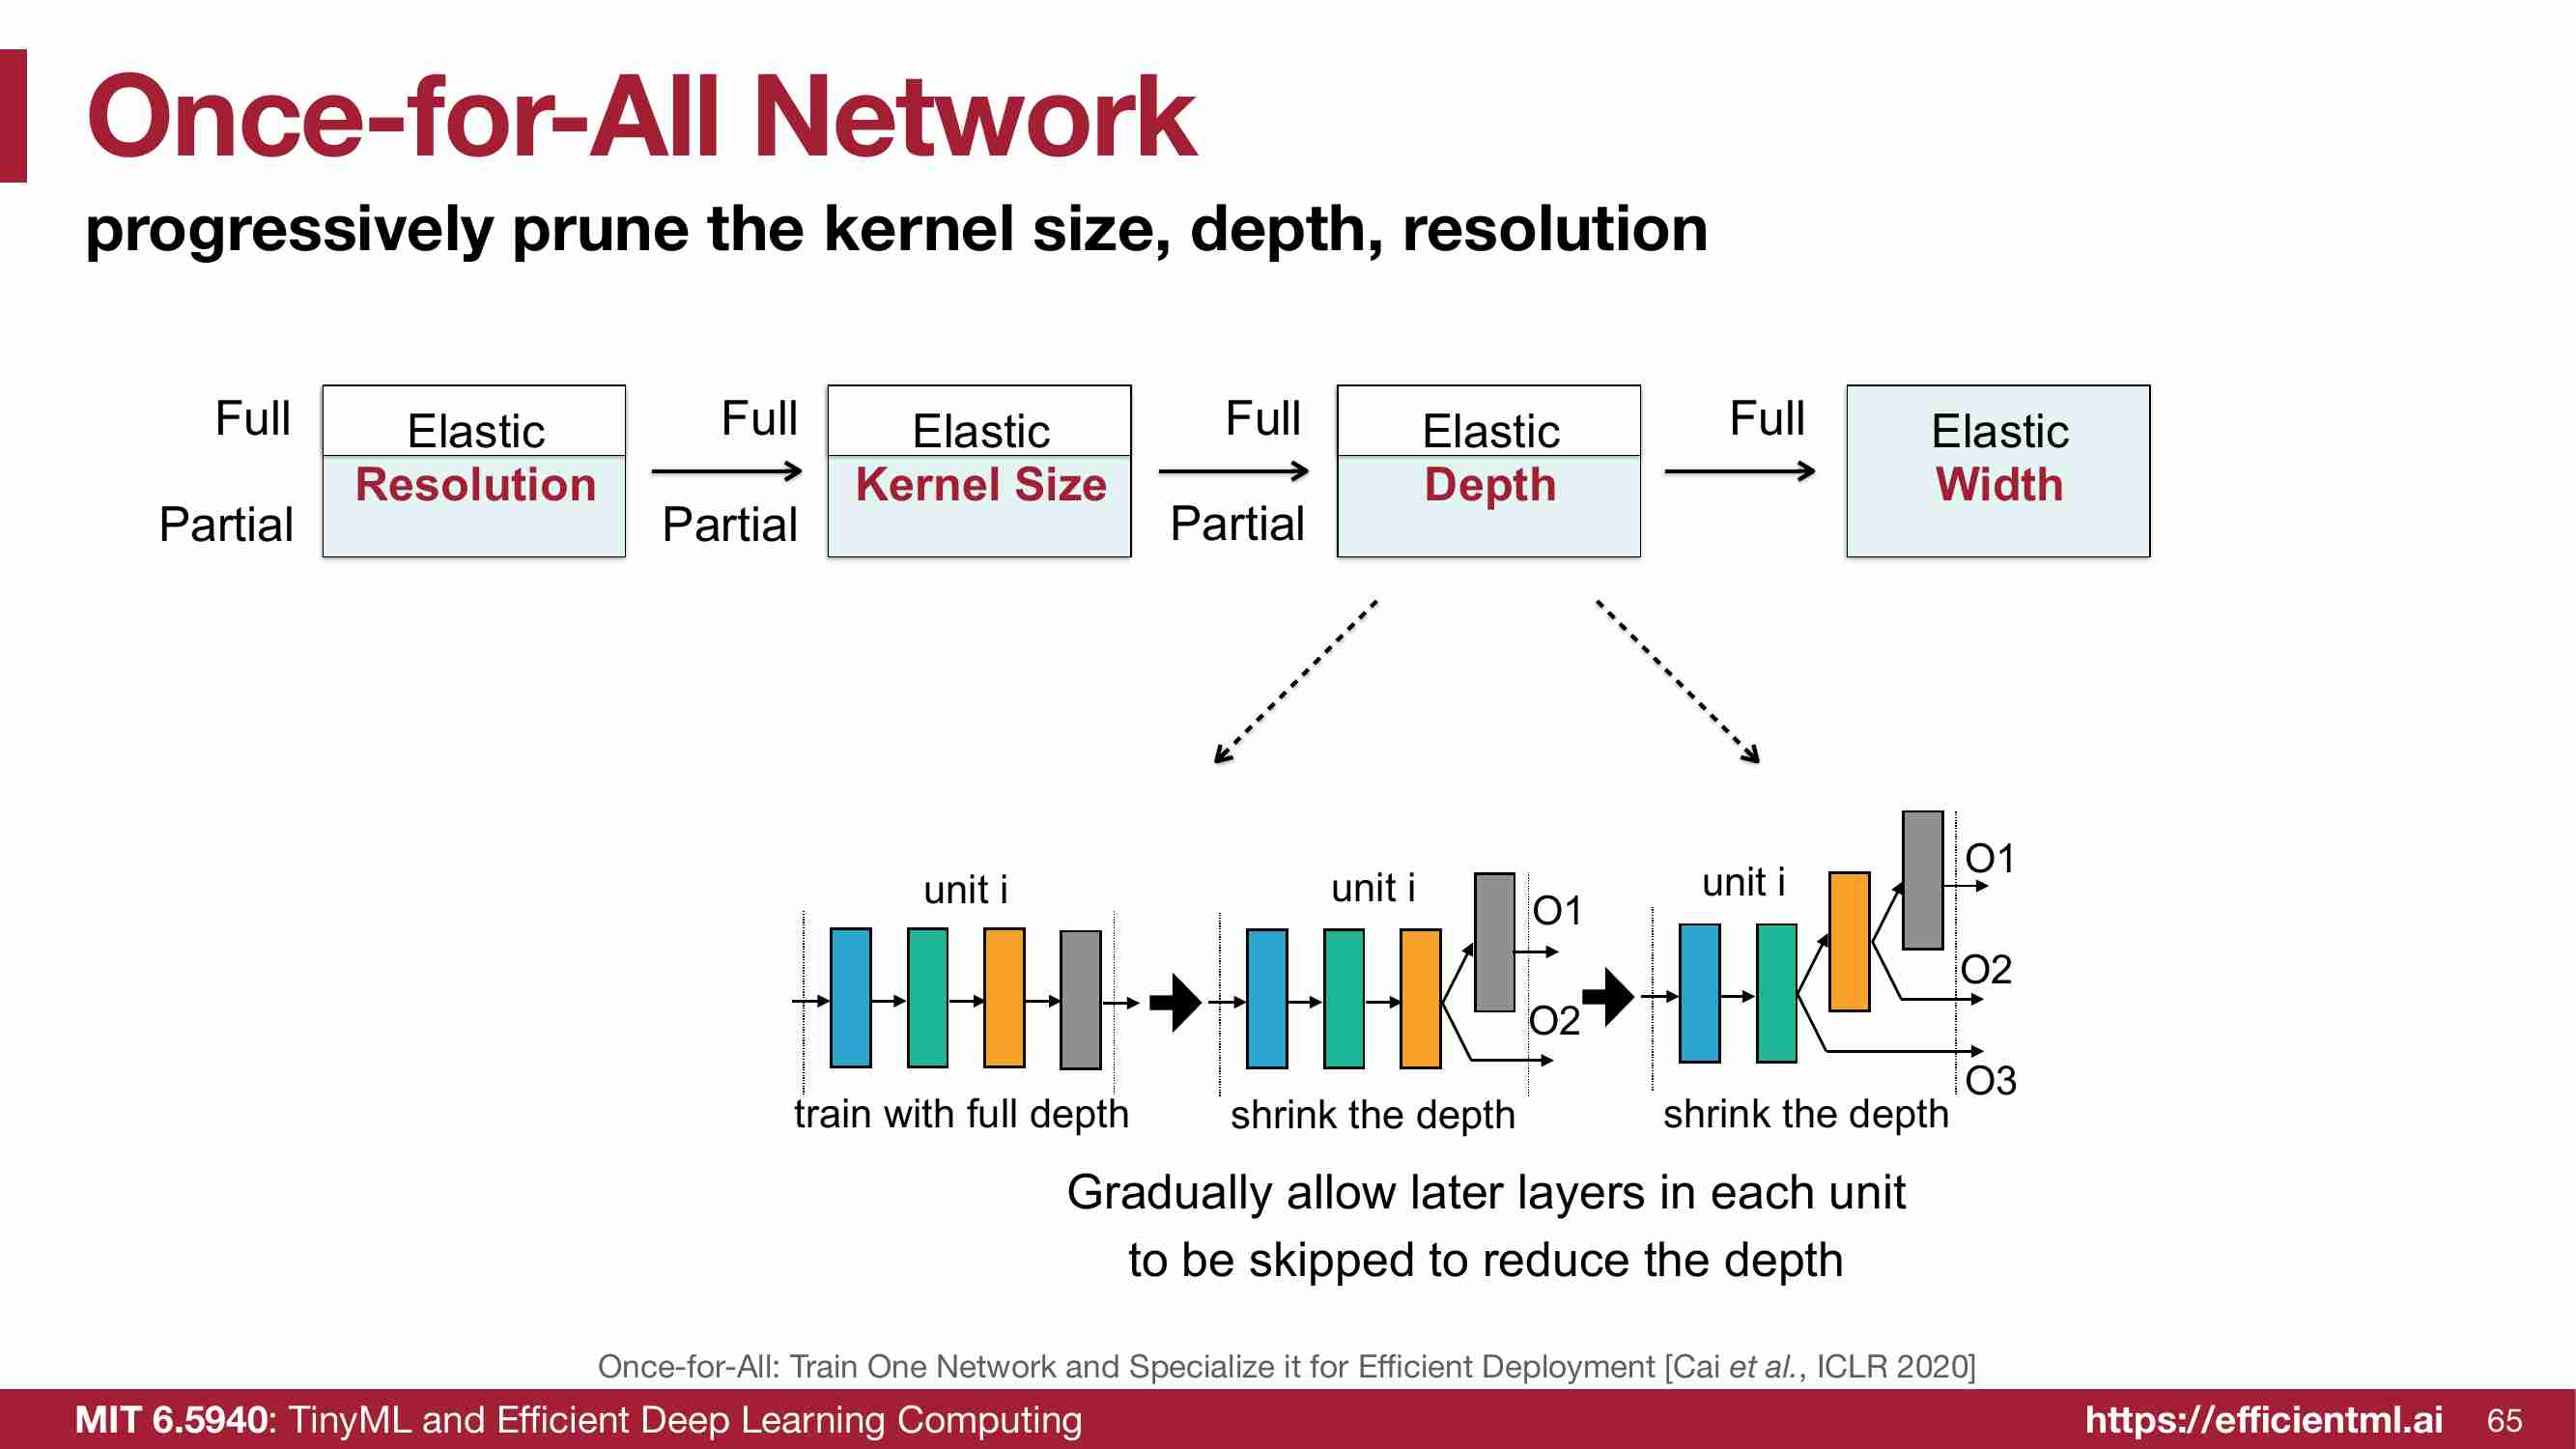 Once-for-All Network
progressively prune the kernel size, depth, resolution
Full
Partial
Elastic
Resolution
Full
Partial
Elastic
Kernel Size
Full
Partial
Elastic
Depth
Full
Elastic
Width
unit i
train with full depth
unit i
O1
O2
shrink the depth
unit i
O1
O2
O3
shrink the depth
Gradually allow later layers in each unit
to be skipped to reduce the depth
Once-for-All: Train One Network and Specialize it for Efficient Deployment [Cai et al., ICLR 2020]
MIT 6.5940: TinyML and Efficient Deep Learning Computing
https://efficientml.ai
65